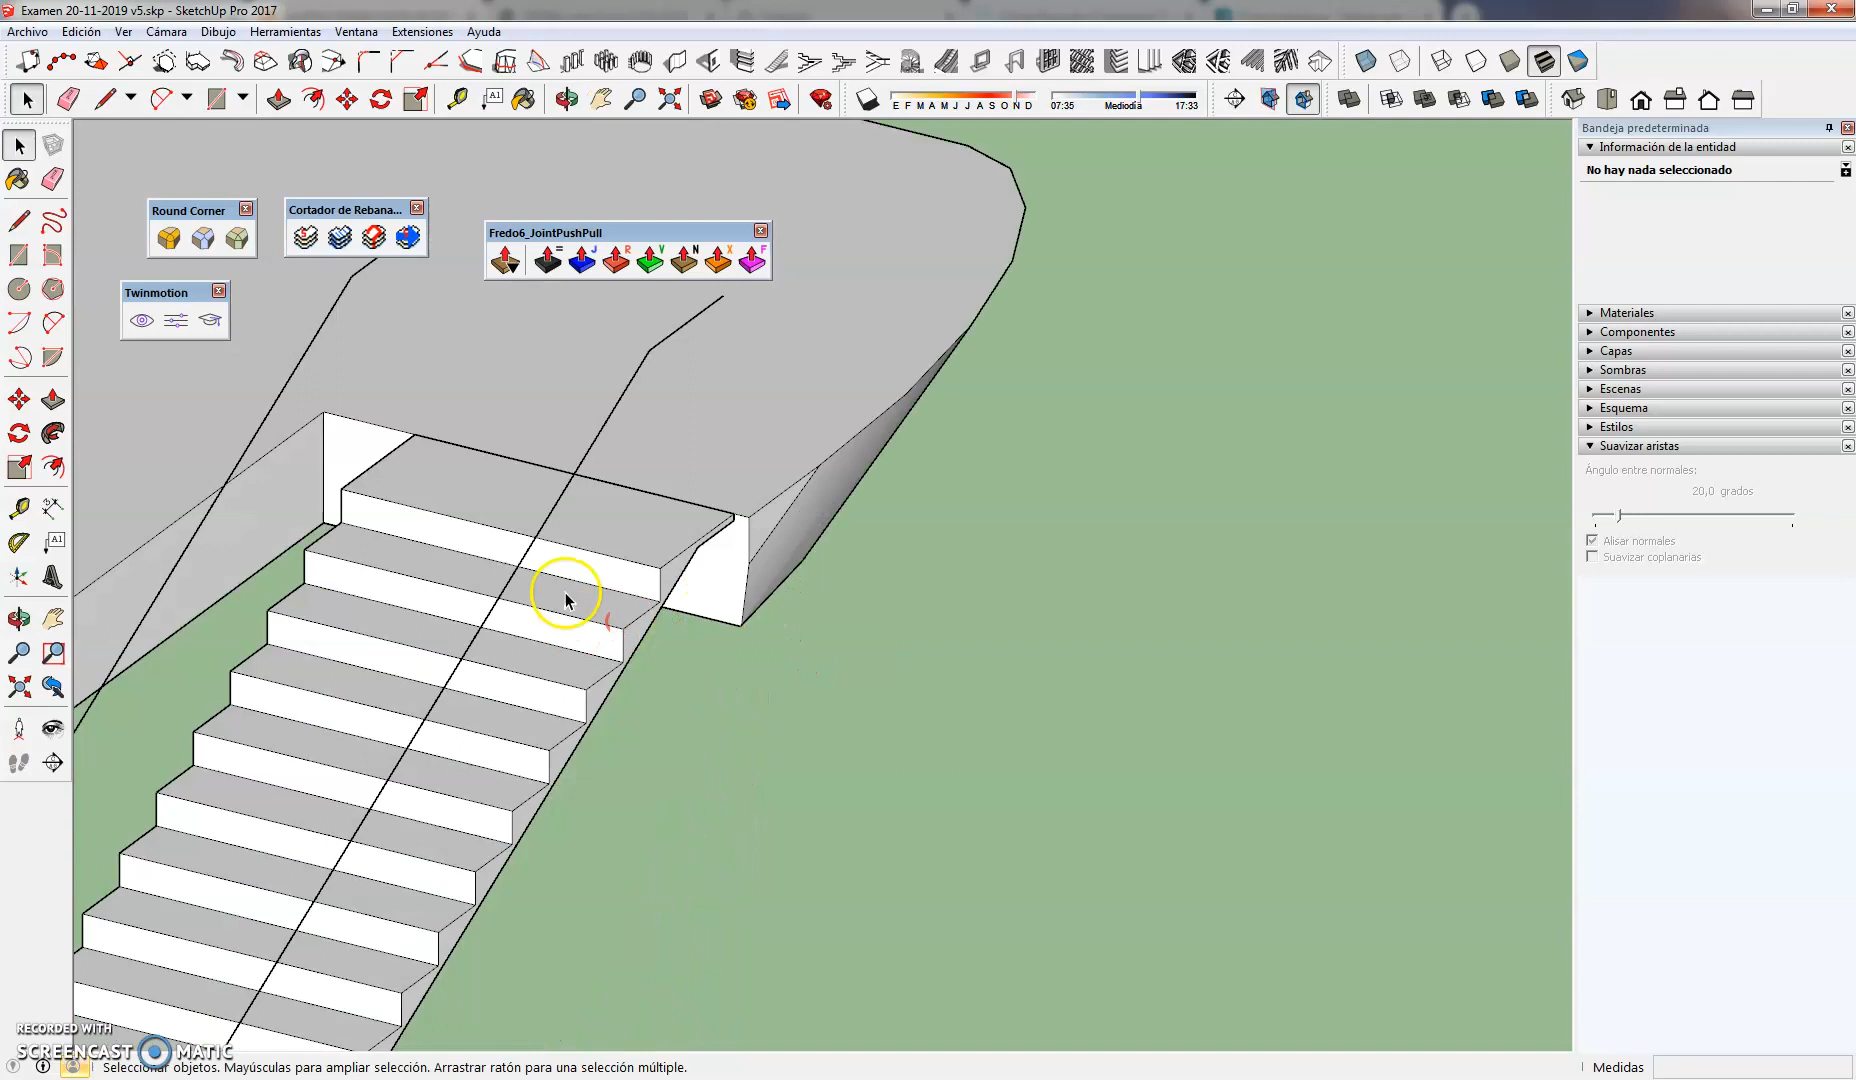 Examen 20-11-2019 v5.skp - SketchUp Pro 2017
Archivo Edición Ver Cámara Dibujo Herramientas Ventana Extensiones Ayuda
A1
E F M A M J J A S O N D
07:35 Mediodía 17:33
Bandeja predeterminada
Información de la entidad
No hay nada seleccionado
Round Corner
Cortador de Rebana...
Fredo6_JointPushPull
= J R V N X F
Twinmotion
Materiales
Componentes
Capas
Sombras
Escenas
Esquema
Estilos
Suavizar aristas
Ángulo entre normales:
20,0 grados
Alisar normales
Suavizar coplanarias
A1
RECORDED WITH
SCREENCAST MATIC
Seleccionar objetos. Mayúsculas para ampliar selección. Arrastrar ratón para una selección múltiple.
Medidas